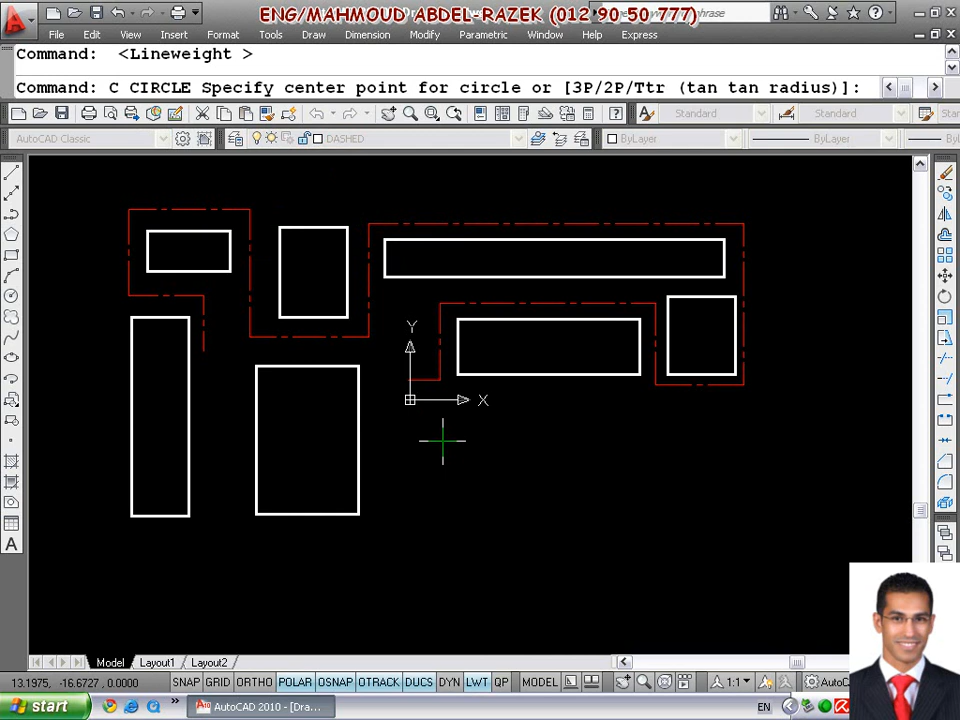 ENG/MAHMOUD ABDEL-RAZEK (012 90 50 777)
phrase
File Edit View Insert Format Tools Draw Dimension Modify Parametric Window Help Express
Command: <Lineweight >
Command: C CIRCLE Specify center point for circle or [3P/2P/Ttr (tan tan radius)]:
Standard Standard
AutoCAD Classic DASHED ByLayer ByLayer
Y
X
A
Model Layout1 Layout2
13.1975, -16.6727, 0.0000 SNAP GRID ORTHO POLAR OSNAP OTRACK DUCS DYN LWT QP MODEL 1:1 AutoC
start AutoCAD 2010 - [Dra... EN